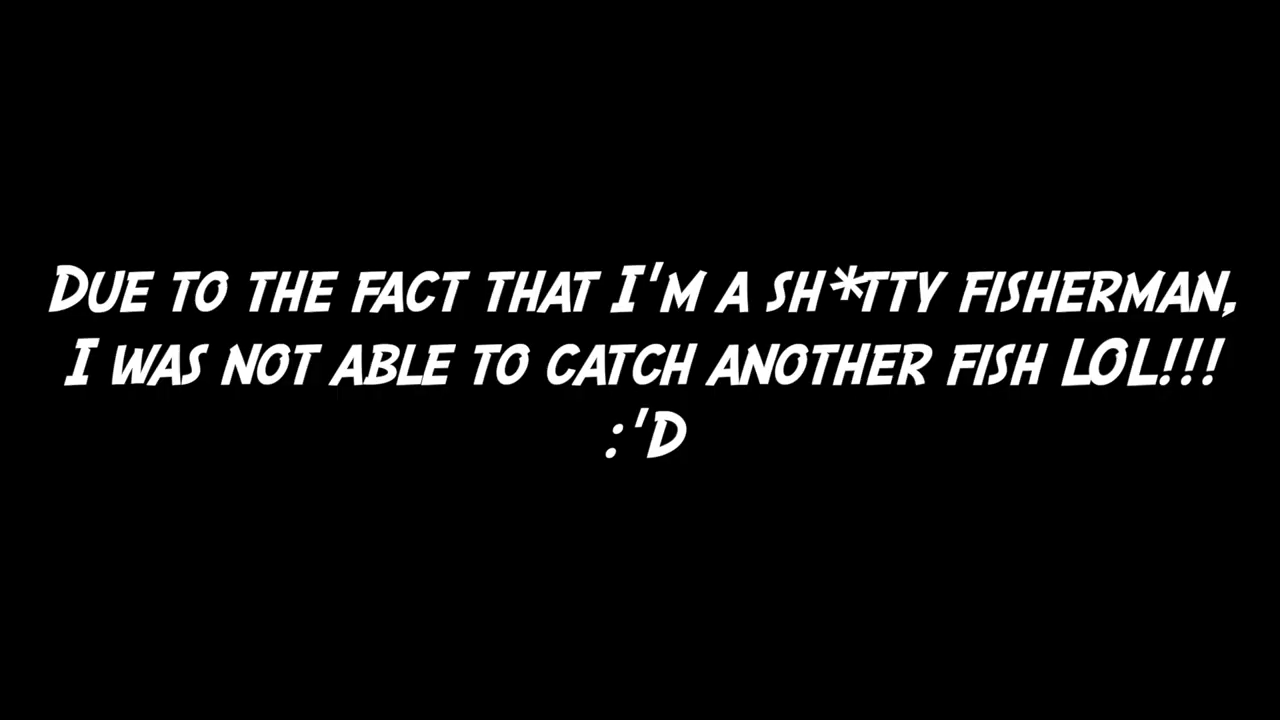 Due to the fact that I'm a sh*tty fisherman,
I was not able to catch another fish LOL!!!
:'D